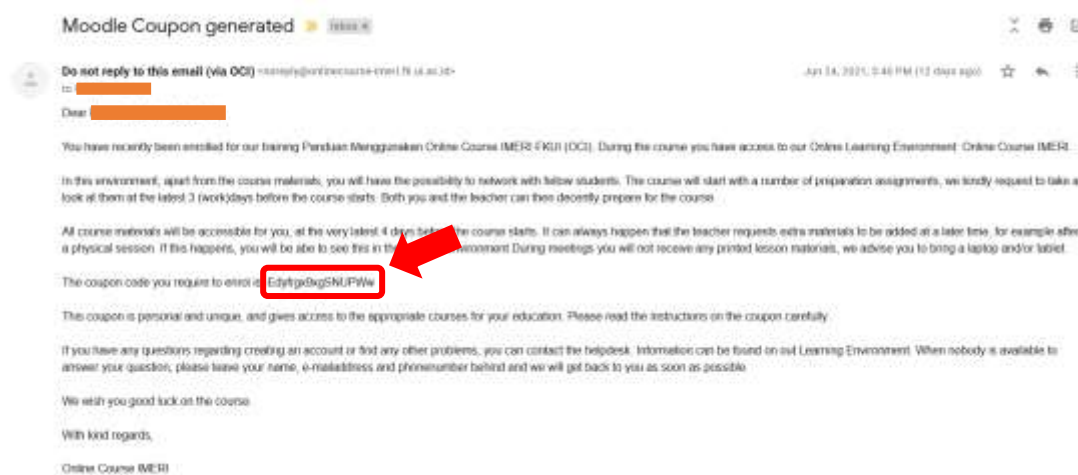 Moodle Coupon generated
Inbox x
Do not reply to this email (via OCI)
Jun 14, 2021, (12 days ago)
to
Dear
You have recently been enrolled for our training Panduan Menggunakan Online Course IMERI-FKUI (OCI). During the course you have access to our Online Learning Environment: Online Course IMERI.
In this environment, apart from the course materials, you will have the possibility to network with fellow students. The course will start with a number of preparation assignments, we kindly request to take a
look at them at the latest 3 (work)days before the course starts. Both you and the teacher can then decently prepare for the course.
All course materials will be accessible for you, at the very latest 4 days before the course starts. It can always happen that the teacher requests extra materials to be added at a later time, for example after
a physical session. If this happens, you will be abe to see this in the vironment During meetings you will not receive any printed lesson materials, we advise you to bring a laptop and/or tablet.
The coupon code you require to enrol is
This coupon is personal and unique, and gives access to the appropriate courses for your education. Please read the instructions on the coupon carefully.
If you have any questions regarding creating an account or find any other problems, you can contact the helpdesk. Information can be found on out Learning Environment. When nobody is available to
answer your question, please leave your name, e-mailaddress and phonenumber behind and we will get back to you as soon as possible
We wish you good luck on the course.
With kind regards,
Online Course IMERI